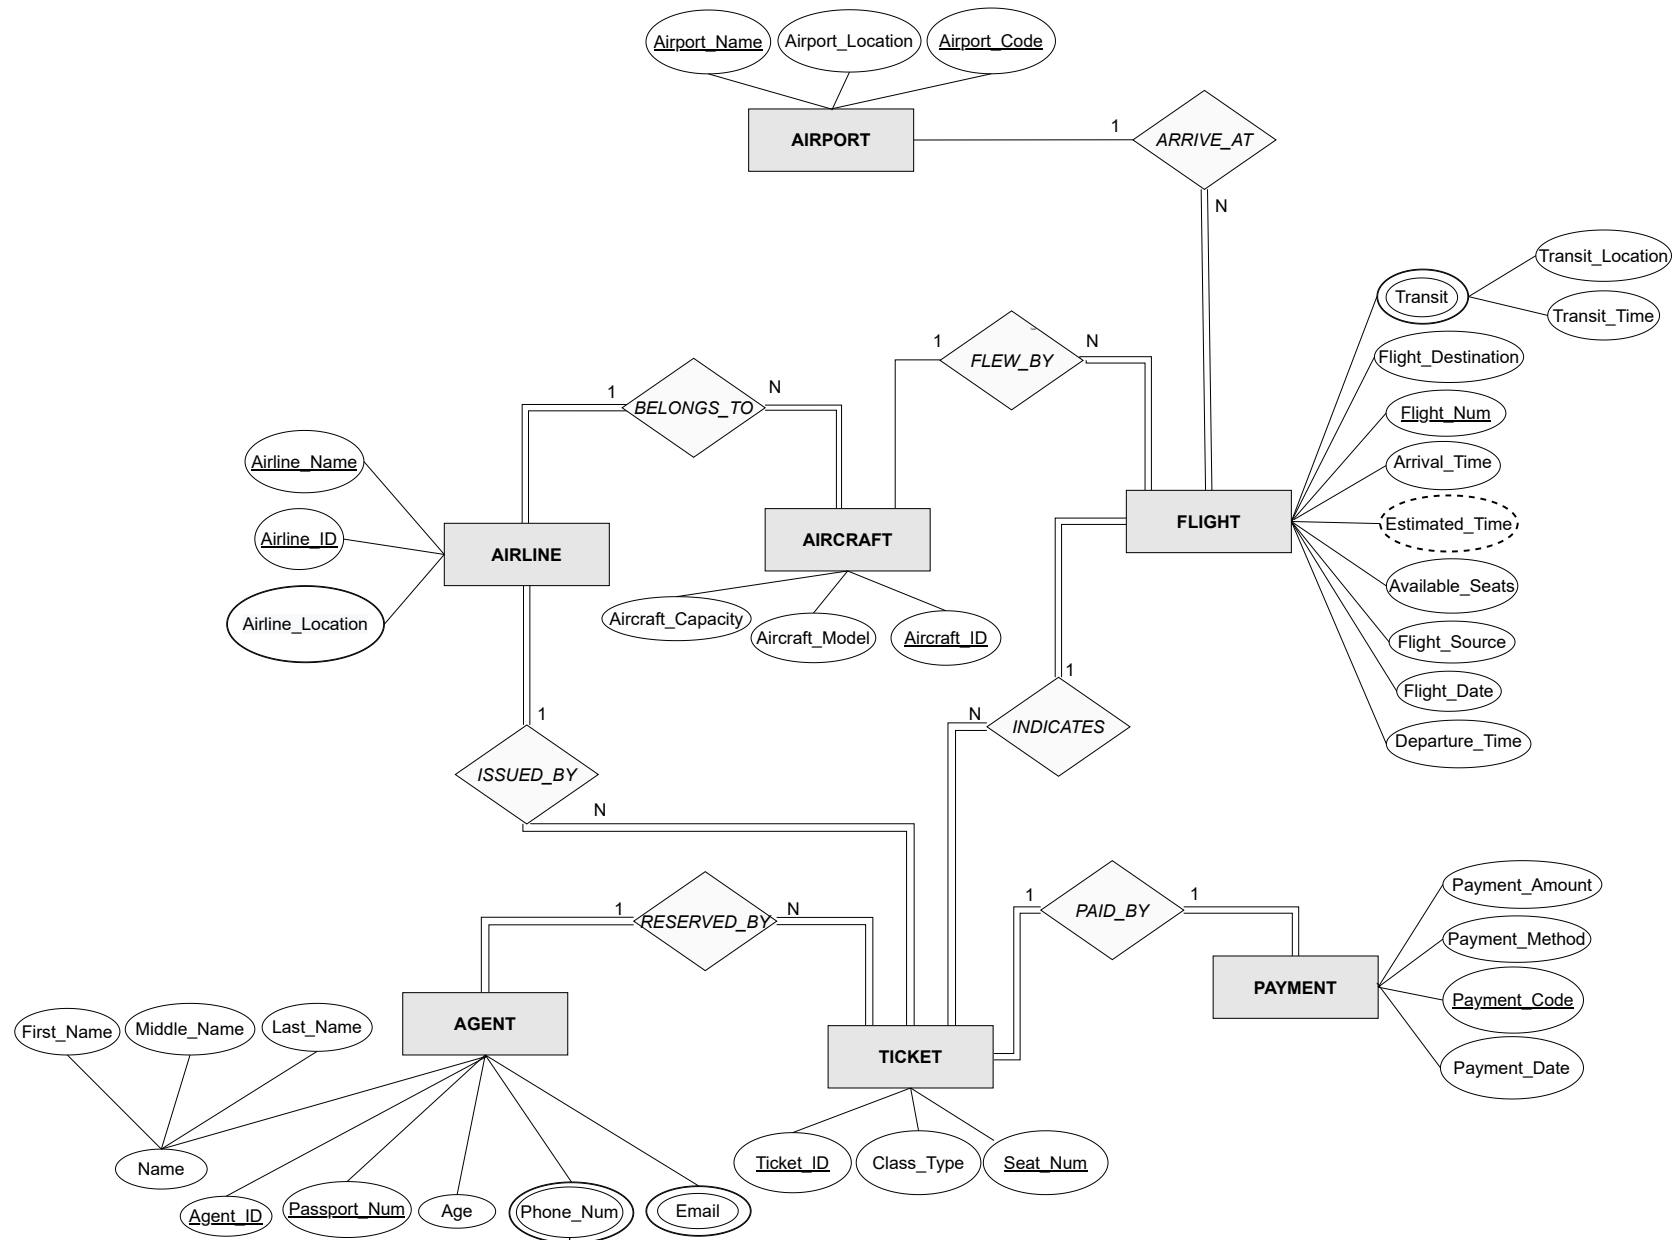 Airport_Name
Airport_Location
Airport_Code
AIRPORT
1
ARRIVE_AT
N
Transit_Location
Transit
Transit_Time
Flight_Destination
Flight_Num
Arrival_Time
Estimated_Time
Available_Seats
Flight_Source
Flight_Date
Departure_Time
FLIGHT
1
FLEW_BY
N
1
BELONGS_TO
N
Airline_Name
Airline_ID
Airline_Location
AIRLINE
AIRCRAFT
Aircraft_Capacity
Aircraft_Model
Aircraft_ID
1
ISSUED_BY
N
1
N
INDICATES
1
RESERVED_BY
N
1
PAID_BY
1
Payment_Amount
Payment_Method
Payment_Code
Payment_Date
PAYMENT
AGENT
First_Name
Middle_Name
Last_Name
Name
Agent_ID
Passport_Num
Age
Phone_Num
Email
TICKET
Ticket_ID
Class_Type
Seat_Num